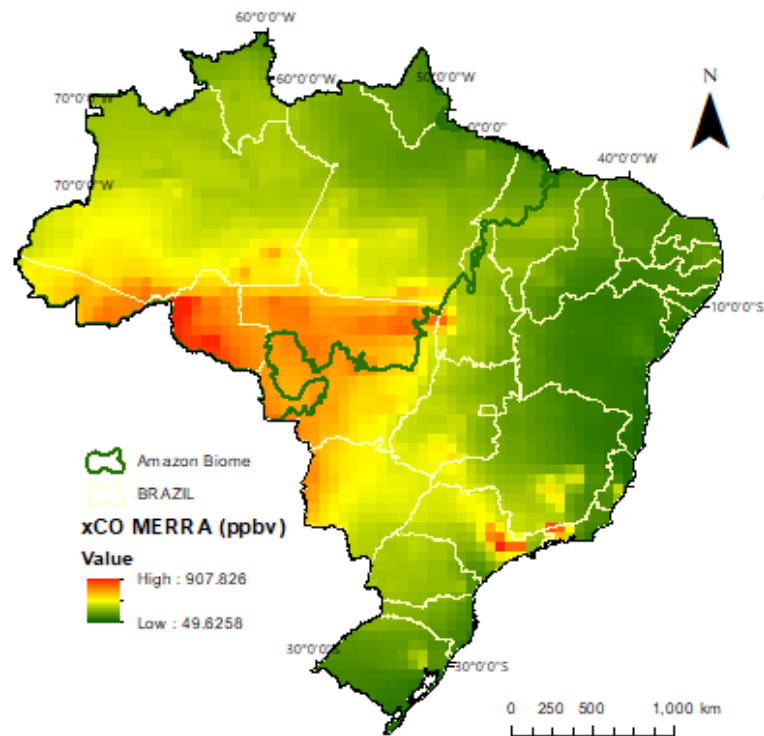 60°0'0"W
N
60°0'0"W
50°0'0"W
70°0'0"W
0°0'0"
40°0'0"W
70°0'0"W
10°0'0"S
Amazon Biome
BRAZIL
xCO MERRA (ppbv)
Value
High : 907.826
Low : 49.6258
30°0'0"S
30°0'0"S
0 250 500 1,000 km